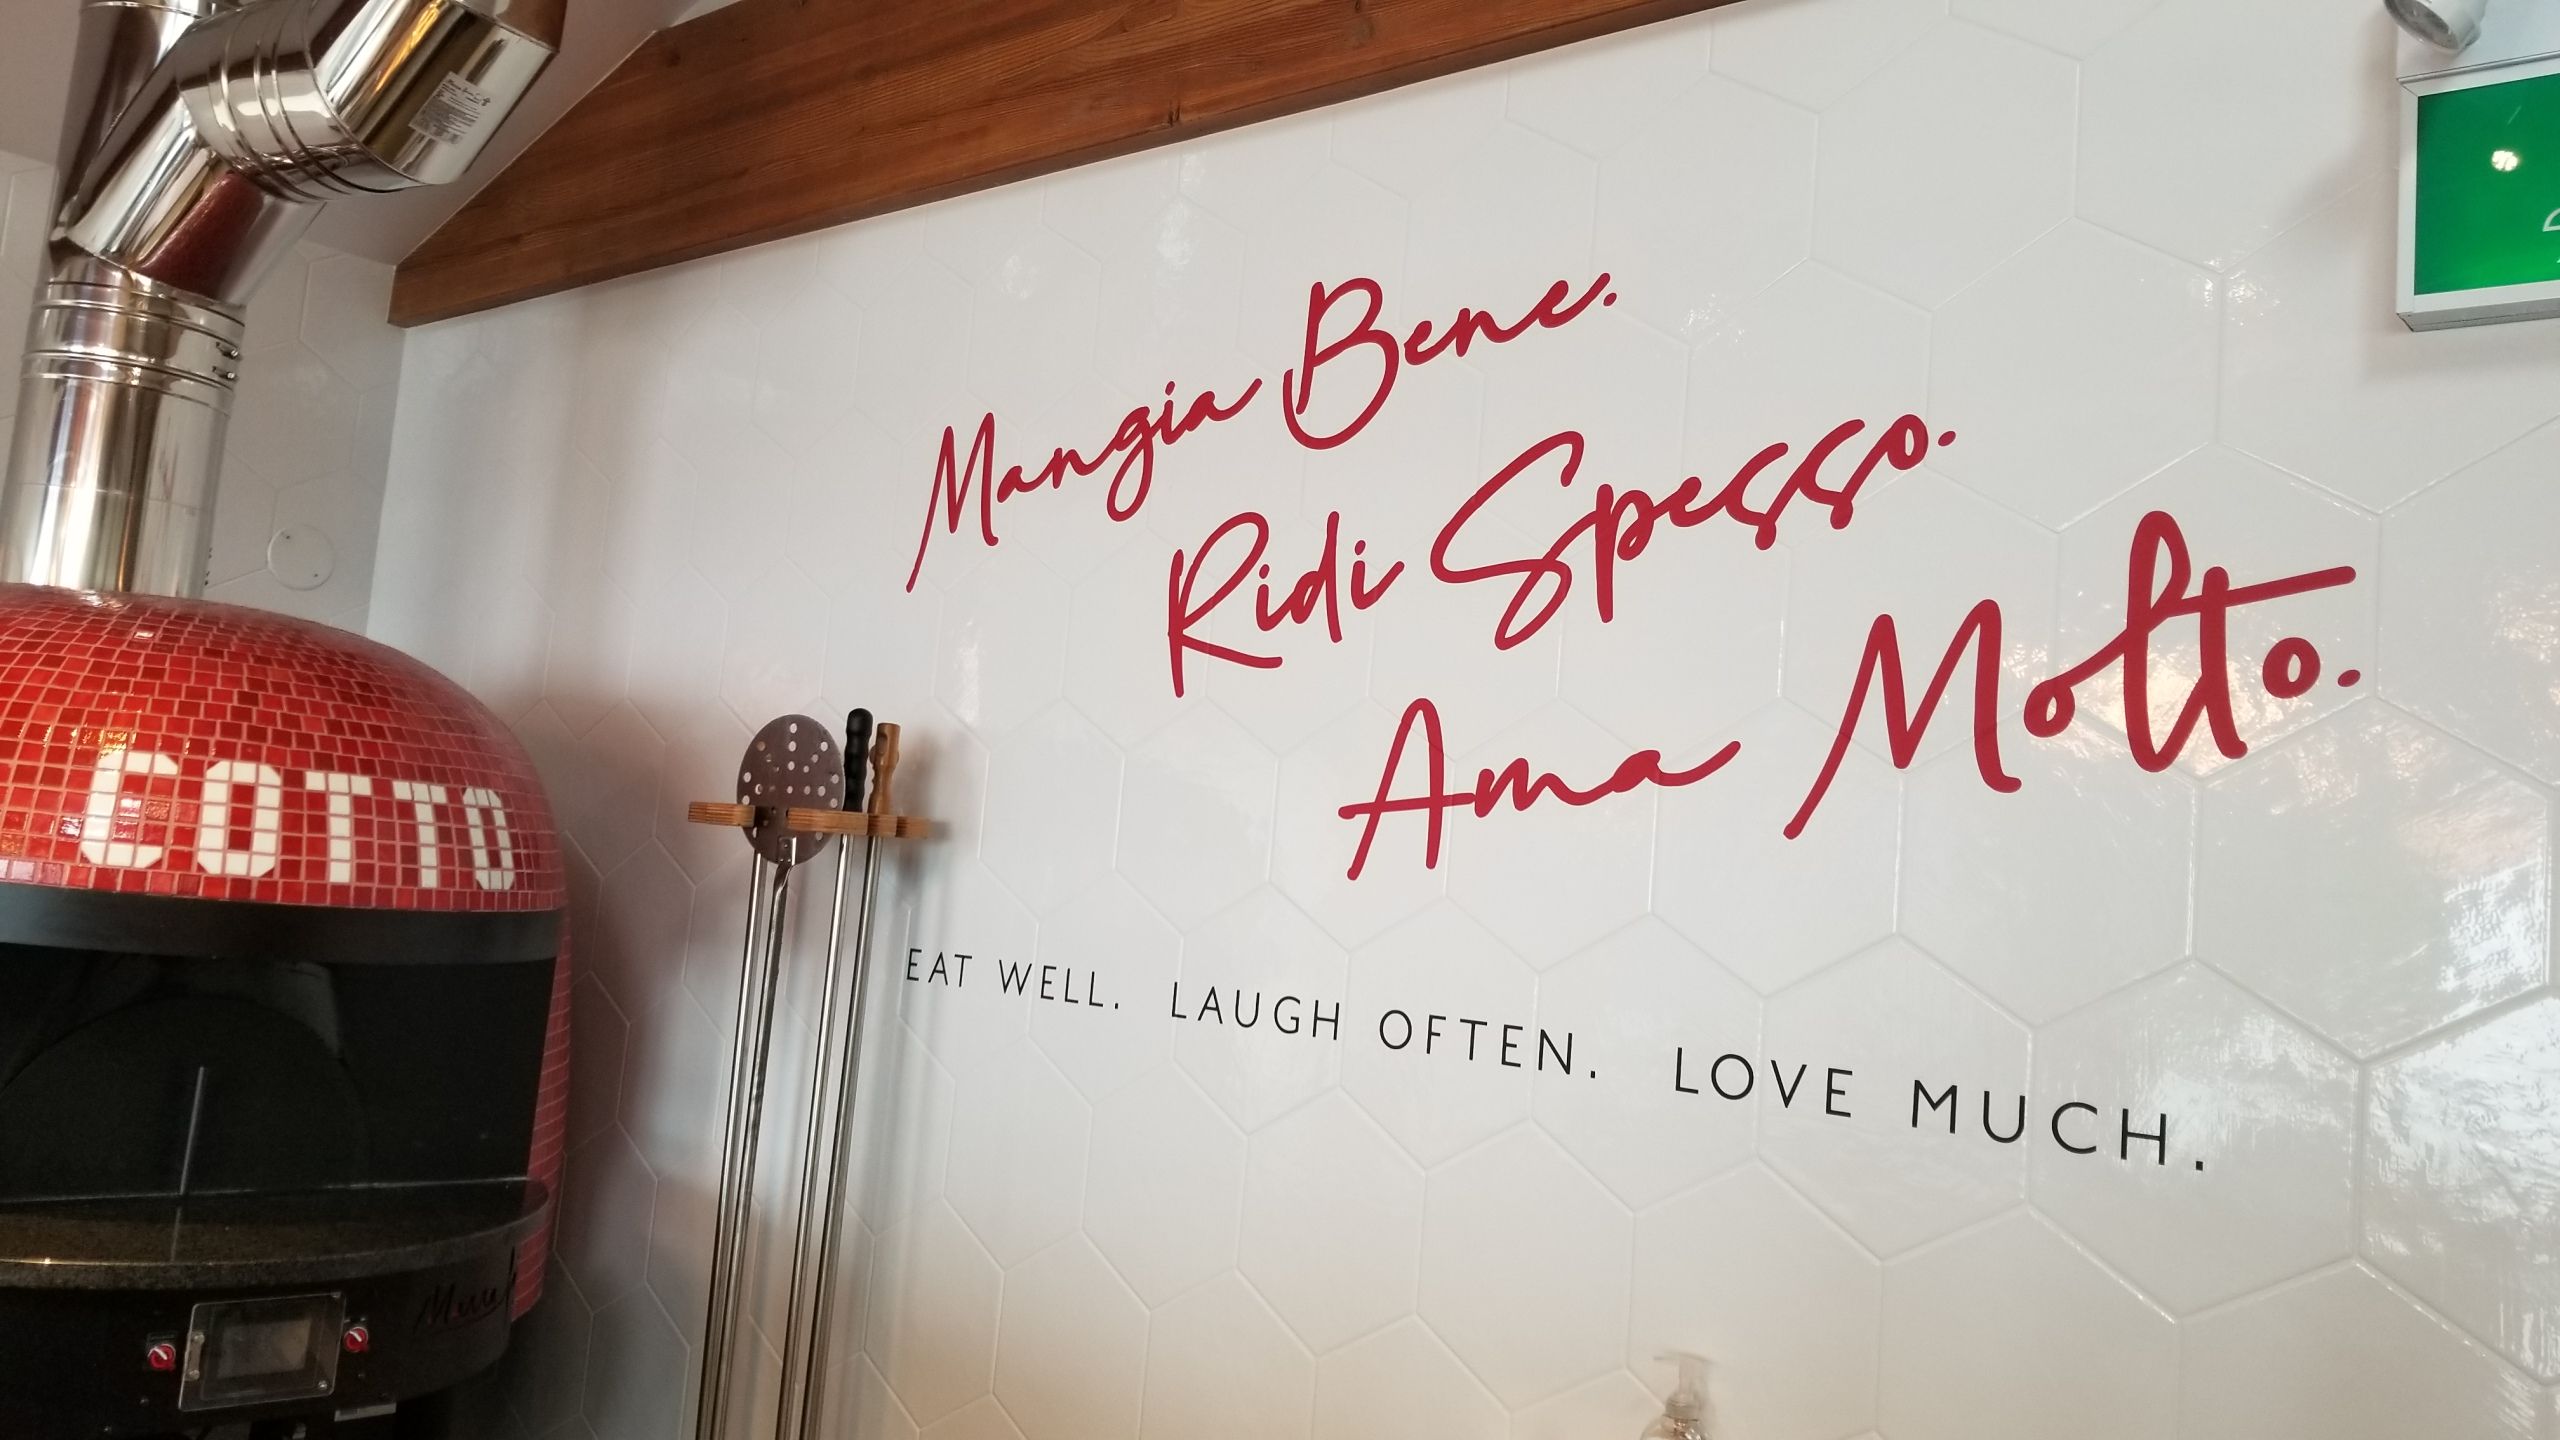 Mangia Bene.
Ridi Spesso.
Ama Molto.
EAT WELL. LAUGH OFTEN. LOVE MUCH.
COTTO